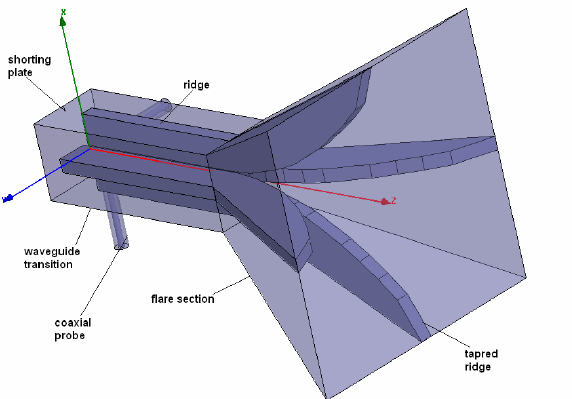 x
shorting
plate
ridge
z
waveguide
transition
flare section
coaxial
probe
tapred
ridge